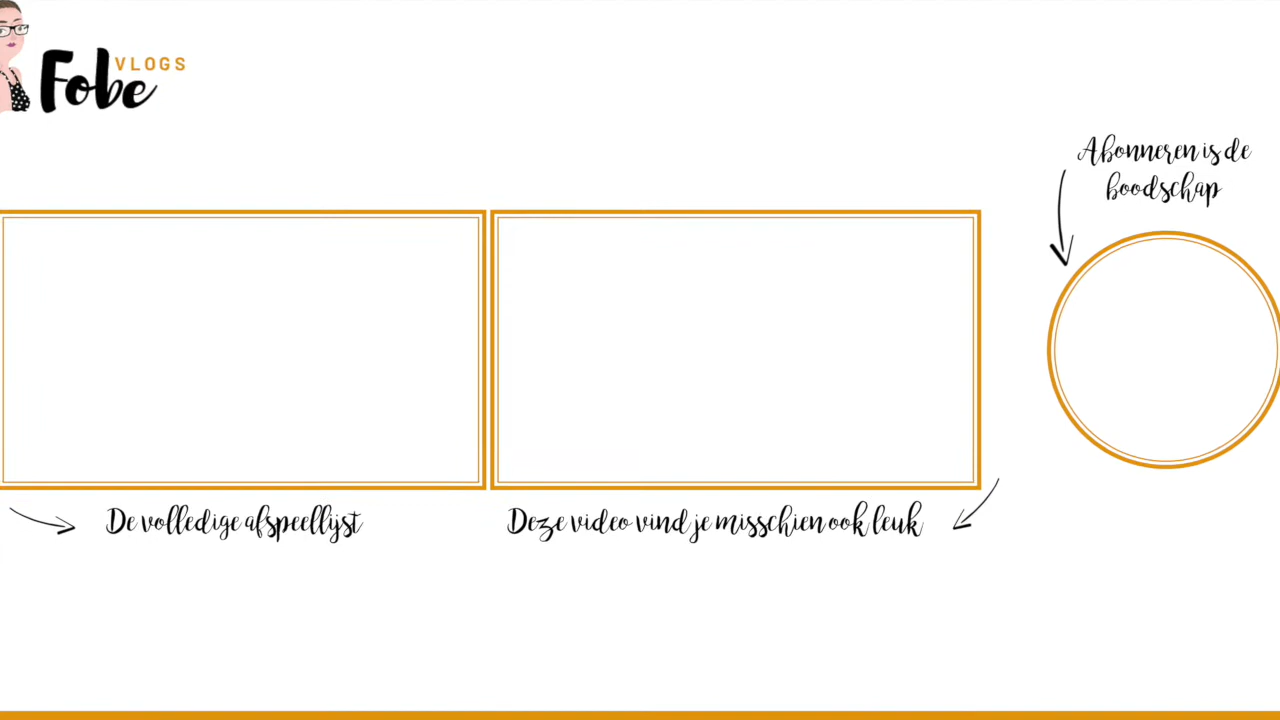 VLOGS
Fobe
Abonneren is de
boodschap
De volledige afspeellijst
Deze video vind je misschien ook leuk